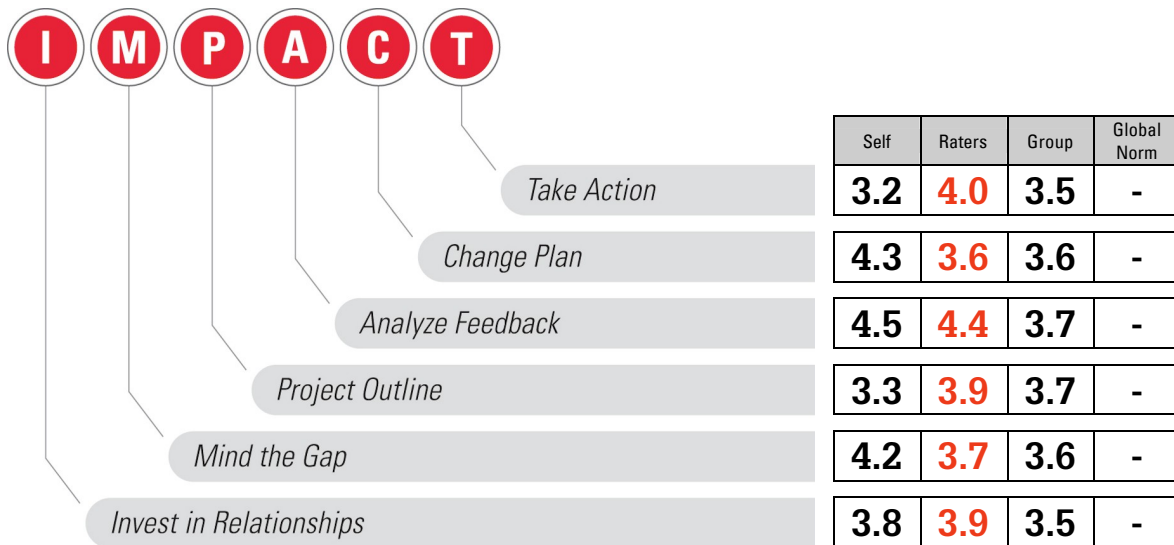 I M P A C T
Self Raters Group Global Norm
Take Action 3.2 4.0 3.5 -
Change Plan 4.3 3.6 3.6 -
Analyze Feedback 4.5 4.4 3.7 -
Project Outline 3.3 3.9 3.7 -
Mind the Gap 4.2 3.7 3.6 -
Invest in Relationships 3.8 3.9 3.5 -